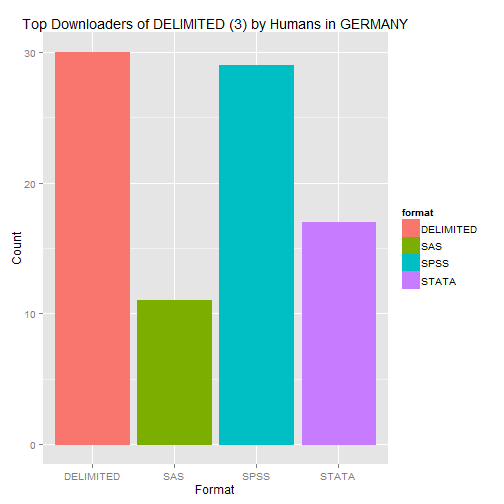 Top Downloaders of DELIMITED (3) by Humans in GERMANY
30
20
10
0
Count
DELIMITED
SAS
SPSS
STATA
Format
format
DELIMITED
SAS
SPSS
STATA